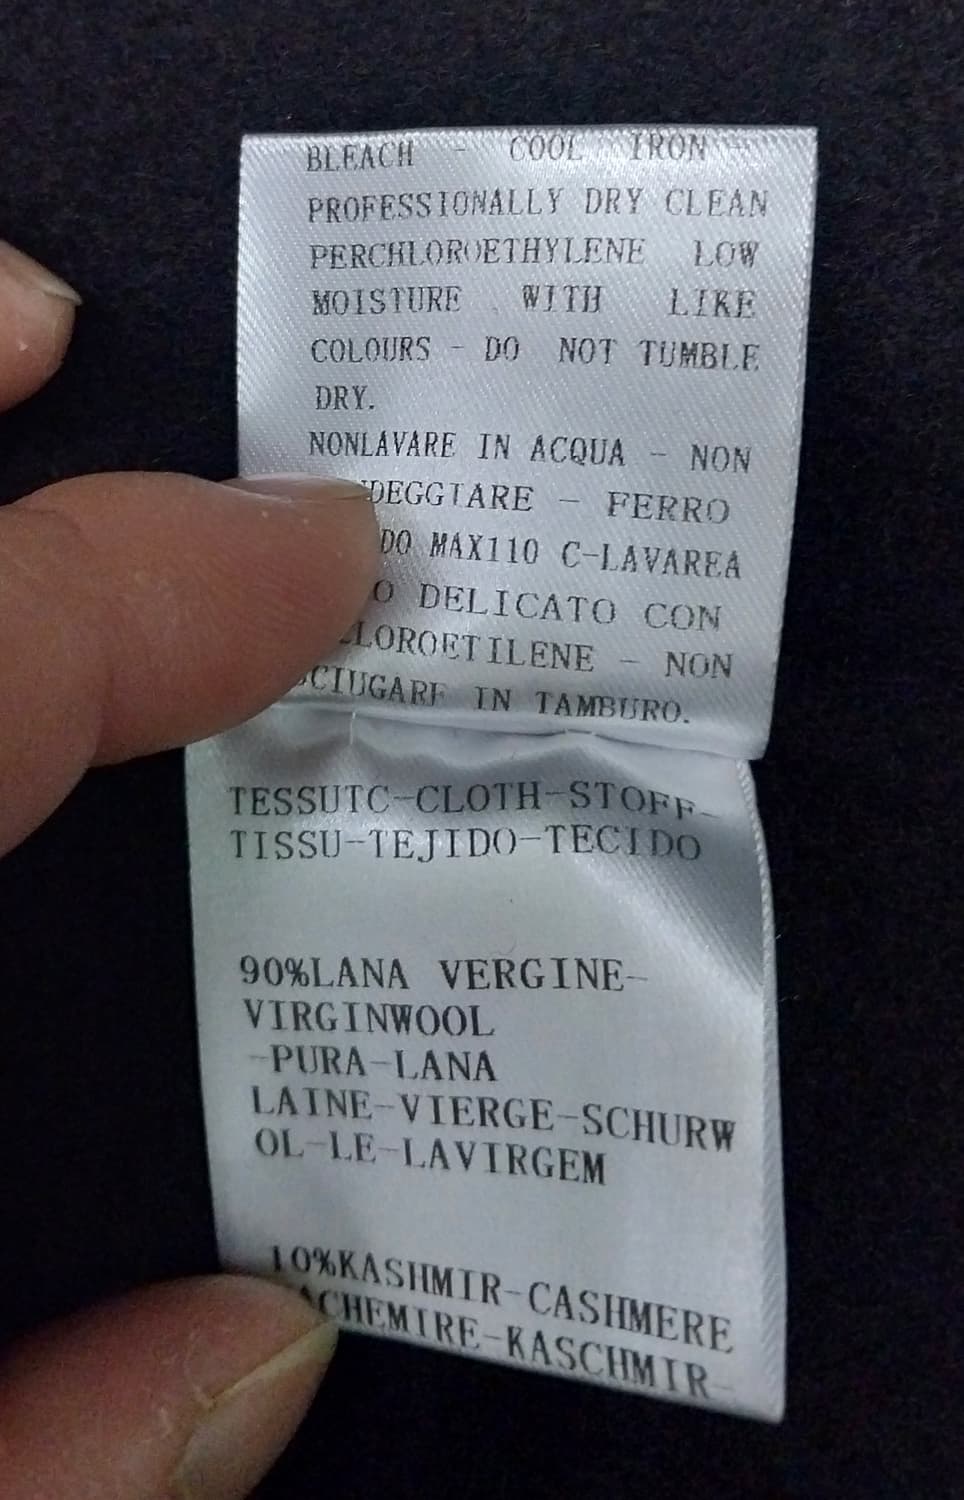 BLEACH - COOL IRON -
PROFESSIONALLY DRY CLEAN
PERCHLOROETHYLENE LOW
MOISTURE WITH LIKE
COLOURS - DO NOT TUMBLE
DRY.
NONLAVARE IN ACQUA - NON
DEGGIARE - FERRO
DO MAX110 C-LAVAREA
O DELICATO CON
LOROETILENE - NON
CIUGARE IN TAMBURO.
TESSUTO-CLOTH-STOFF-
TISSU-TEJIDO-TECIDO
90%LANA VERGINE-
VIRGINWOOL
-PURA-LANA
LAINE-VIERGE-SCHURW
OL-LE-LAVIRGEM
10%KASHMIR-CASHMERE
ACHEMIRE-KASCHMIR-